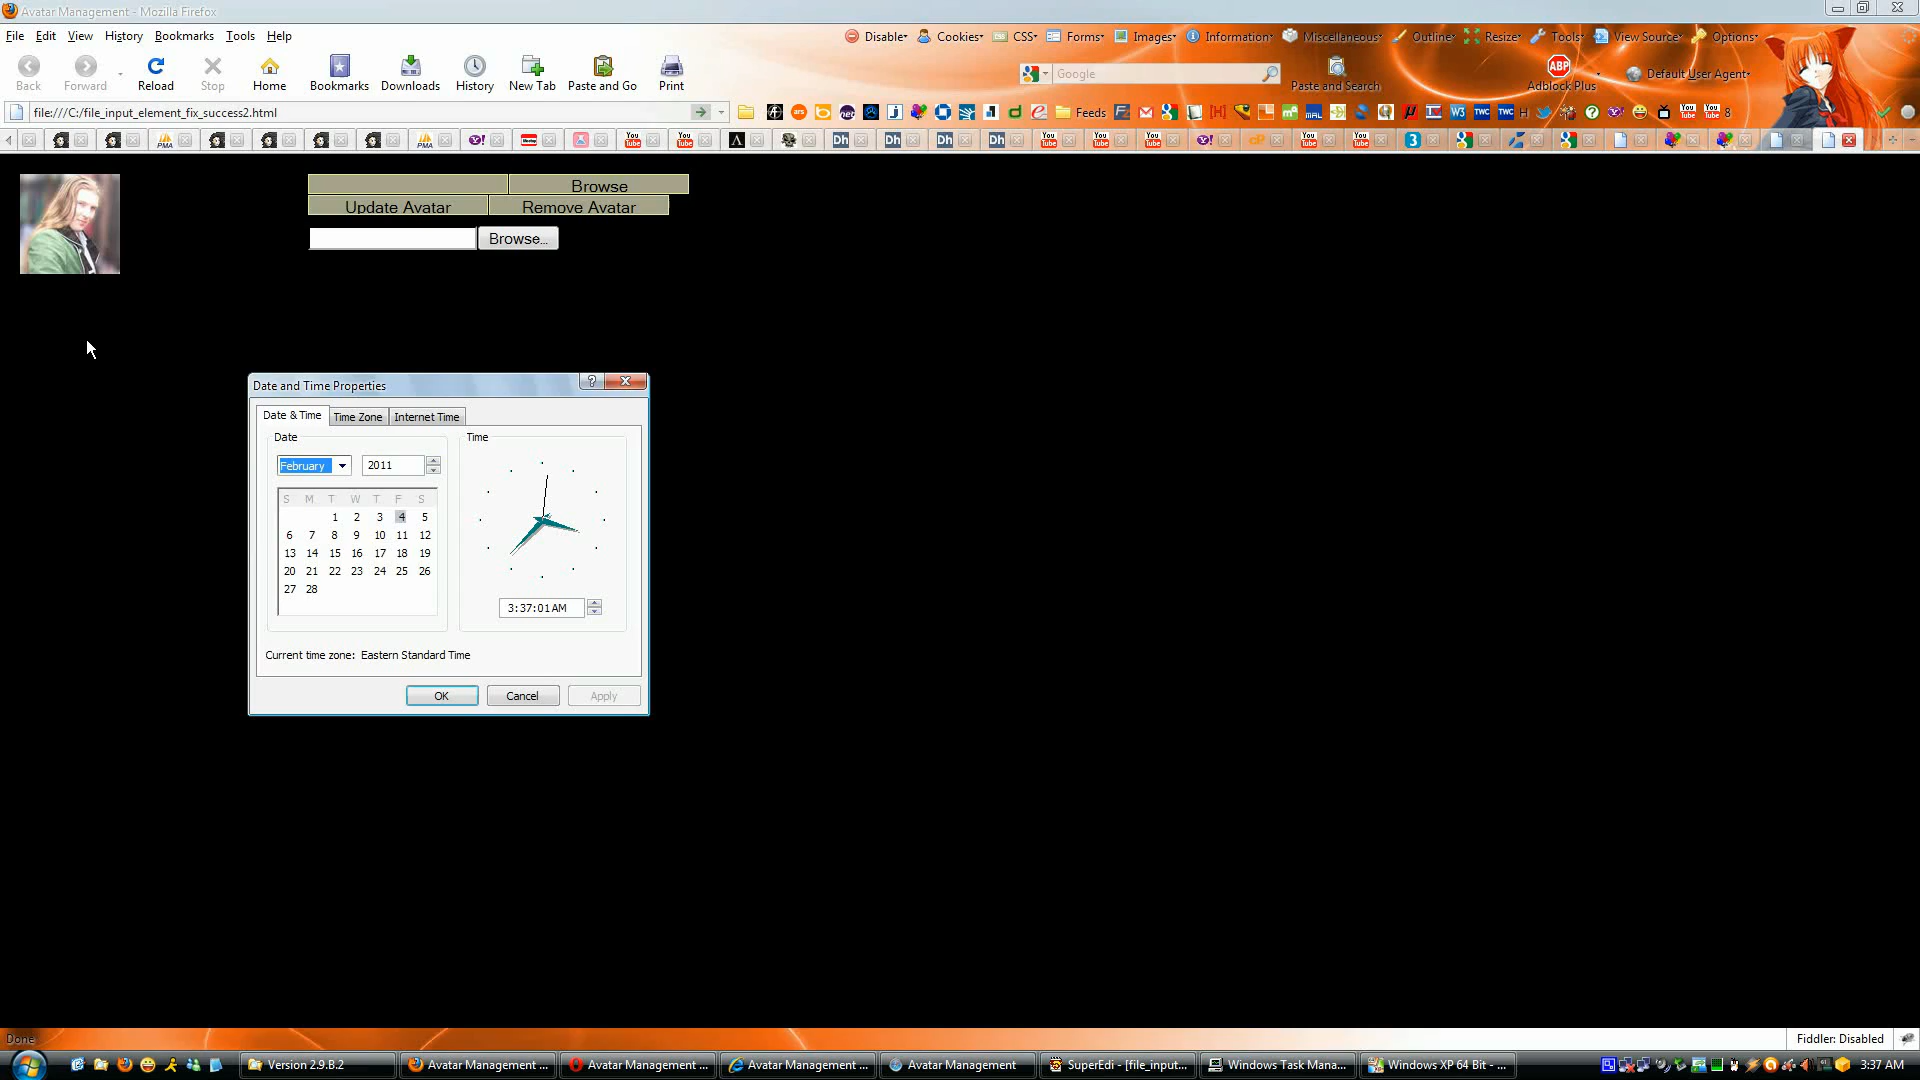 Avatar Management - Mozilla Firefox
File Edit View History Bookmarks Tools Help
Disable Cookies CSS Forms Images Information Miscellaneous Outline Resize Tools View Source Options
Back Forward Reload Stop Home Bookmarks Downloads History New Tab Paste and Go Print
Google
Paste and Search
ABP
Adblock Plus
Default User Agent
file:///C:/file_input_element_fix_success2.html
Feeds
Browse
Update Avatar Remove Avatar
Browse...
Date and Time Properties
Date & Time Time Zone Internet Time
Date
Time
February 2011
S M T W T F S
1 2 3 4 5
6 7 8 9 10 11 12
13 14 15 16 17 18 19
20 21 22 23 24 25 26
27 28
3:37:01 AM
Current time zone: Eastern Standard Time
OK Cancel Apply
Done
Fiddler: Disabled
Version 2.9.B.2
Avatar Management ...
Avatar Management ...
Avatar Management ...
Avatar Management
SuperEdi - [file_input...
Windows Task Mana...
Windows XP 64 Bit - ...
3:37 AM